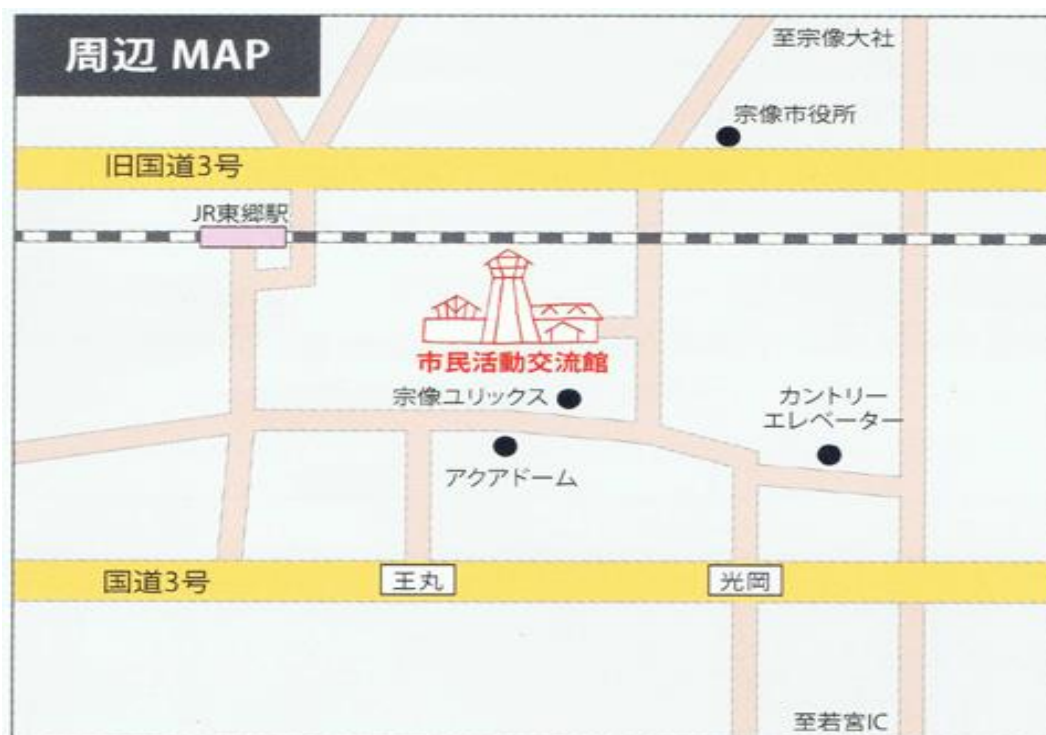 周辺 MAP
至宗像大社
宗像市役所
旧国道3号
JR東郷駅
市民活動交流館
宗像ユリックス
カントリー
エレベーター
アクアドーム
国道3号
王丸
光岡
至若宮IC